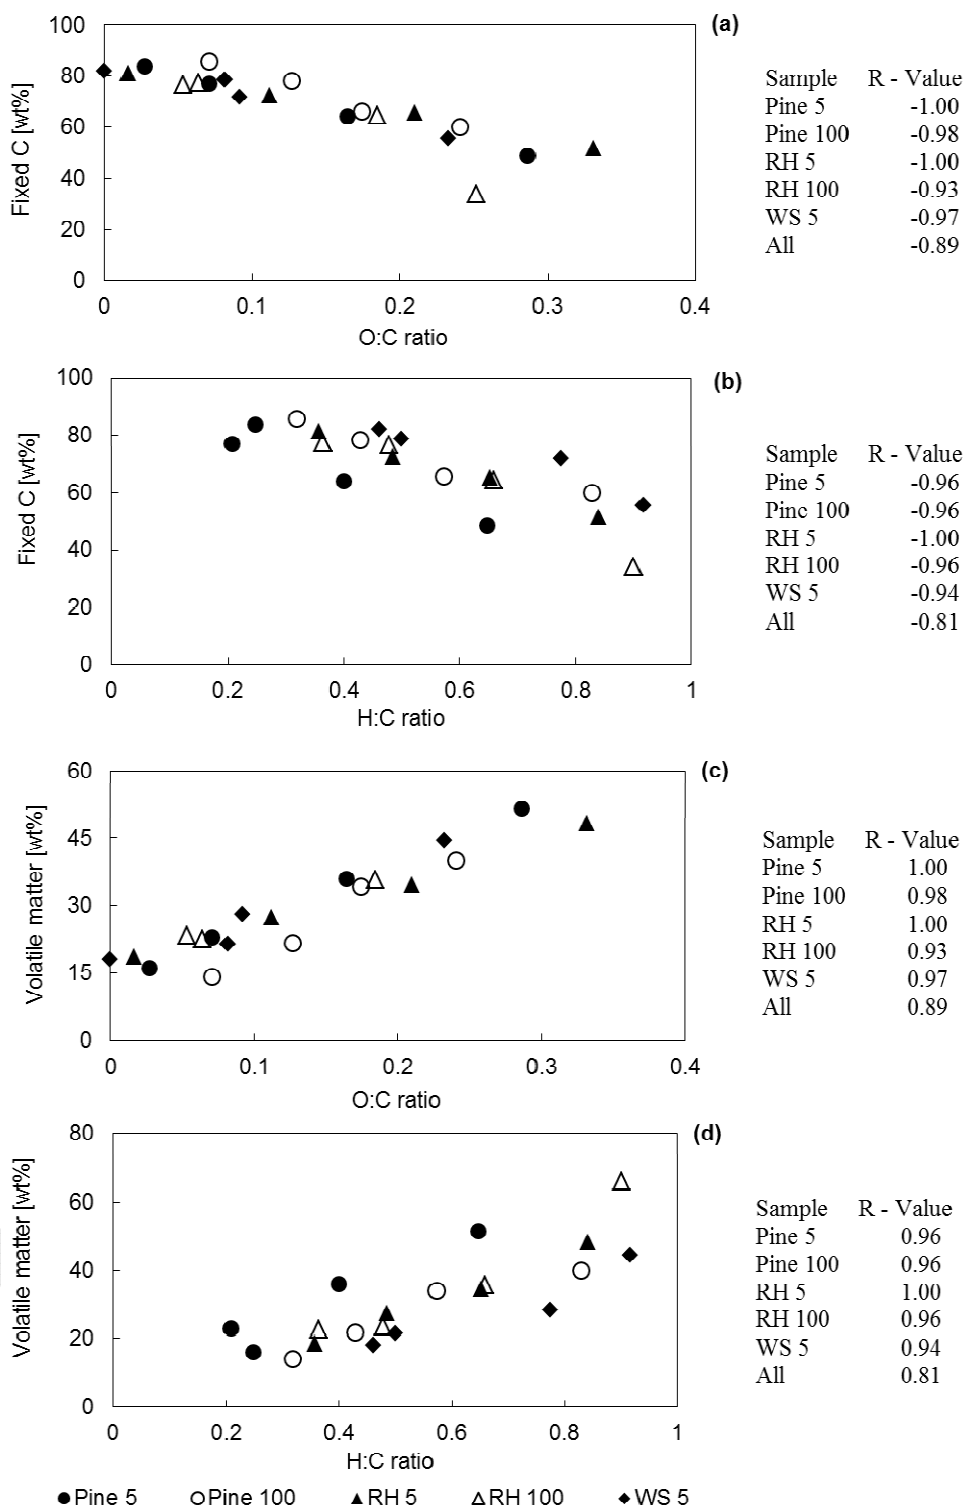 (a)
100
80
60
40
20
0
Fixed C [wt%]
0 0.1 0.2 0.3 0.4
O:C ratio
Sample R - Value
Pine 5 -1.00
Pine 100 -0.98
RH 5 -1.00
RH 100 -0.93
WS 5 -0.97
All -0.89
(b)
100
80
60
40
20
0
Fixed C [wt%]
0 0.2 0.4 0.6 0.8 1
H:C ratio
Sample R - Value
Pine 5 -0.96
Pine 100 -0.96
RH 5 -1.00
RH 100 -0.96
WS 5 -0.94
All -0.81
(c)
60
45
30
15
0
Volatile matter [wt%]
0 0.1 0.2 0.3 0.4
O:C ratio
Sample R - Value
Pine 5 1.00
Pine 100 0.98
RH 5 1.00
RH 100 0.93
WS 5 0.97
All 0.89
(d)
80
60
40
20
0
Volatile matter [wt%]
0 0.2 0.4 0.6 0.8 1
H:C ratio
Sample R - Value
Pine 5 0.96
Pine 100 0.96
RH 5 1.00
RH 100 0.96
WS 5 0.94
All 0.81
Pine 5 Pine 100 RH 5 RH 100 WS 5